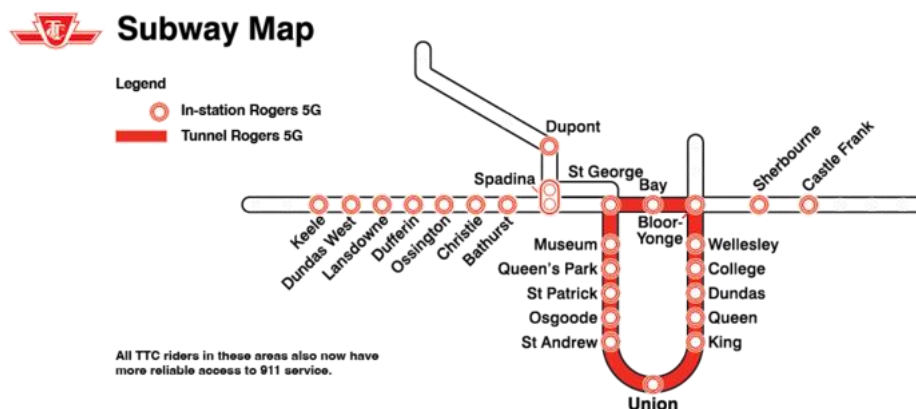 TTC
Subway Map
Legend
In-station Rogers 5G
Tunnel Rogers 5G
Dupont
Spadina
St George
Bay
Bloor-
Yonge
Sherbourne
Castle Frank
Keele
Dundas West
Lansdowne
Dufferin
Ossington
Christie
Bathurst
Museum
Queen's Park
St Patrick
Osgoode
St Andrew
Wellesley
College
Dundas
Queen
King
Union
All TTC riders in these areas also now have
more reliable access to 911 service.